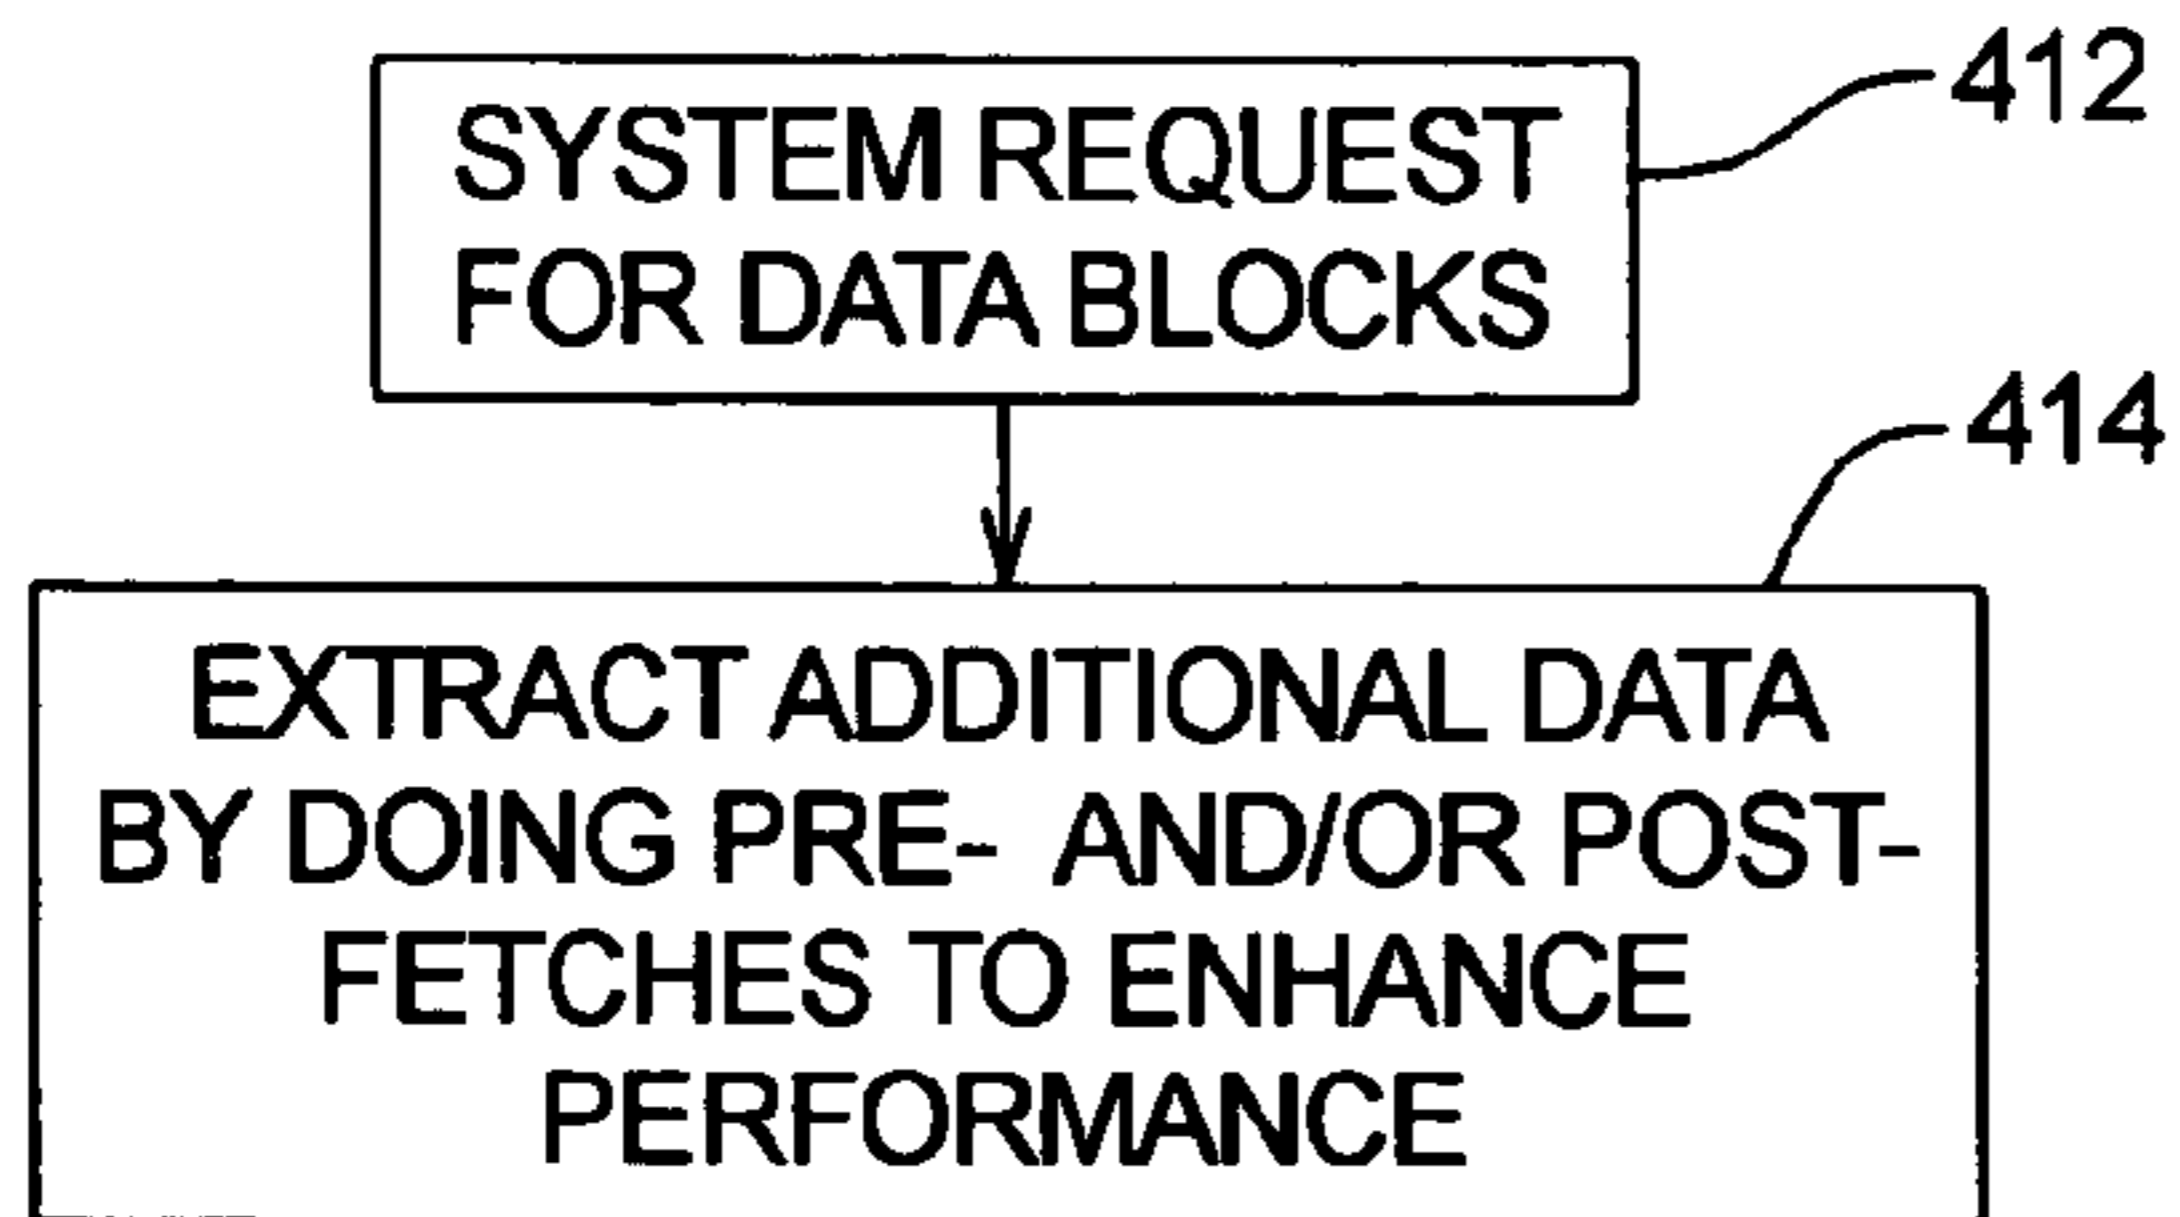 412
SYSTEM REQUEST
FOR DATA BLOCKS
414
EXTRACT ADDITIONAL DATA
BY DOING PRE- AND/OR POST-
FETCHES TO ENHANCE
PERFORMANCE